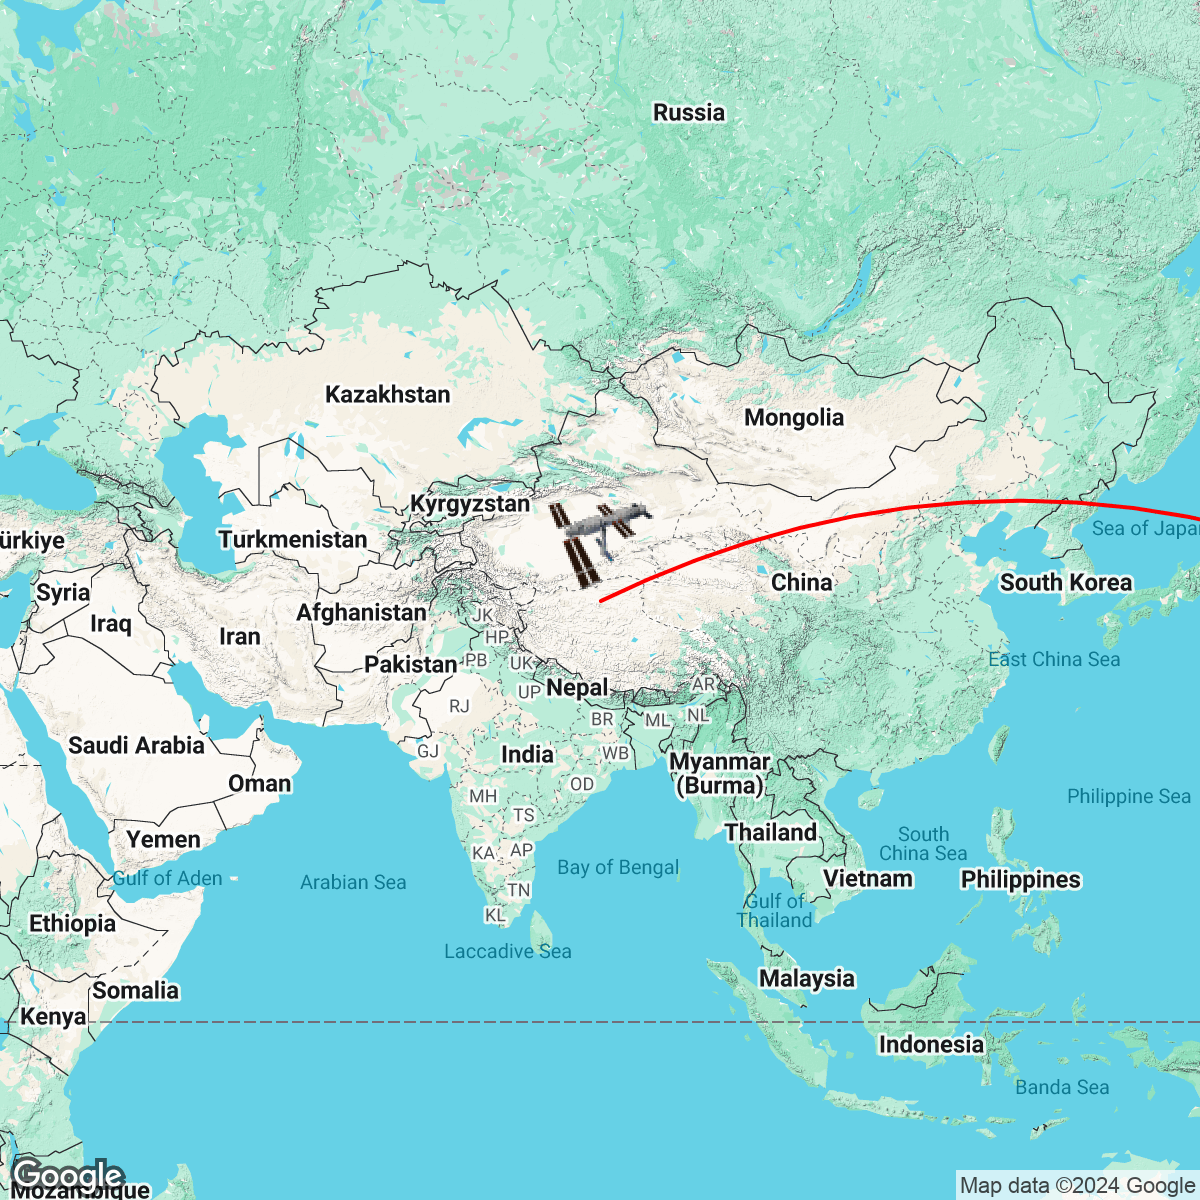 Russia
Kazakhstan
Mongolia
Kyrgyzstan
Sea of Japa
ürkiye
Turkmenistan
China
South Korea
Syria
Afghanistan
Iraq
JK
Iran
HP
Pakistan
PB
UK
East China Sea
Nepal
UP
AR
RJ
BR
ML
NL
Saudi Arabia
GJ
India
WB
Myanmar
(Burma)
Oman
OD
MH
Philippine Sea
TS
Yemen
Thailand
South
China Sea
KA
AP
Bay of Bengal
Gulf of Aden
Arabian Sea
Vietnam
Philippines
TN
Gulf of
Thailand
KL
Ethiopia
Laccadive Sea
Malaysia
Somalia
Kenya
Indonesia
Banda Sea
Google
Mozambique
Map data ©2024 Google